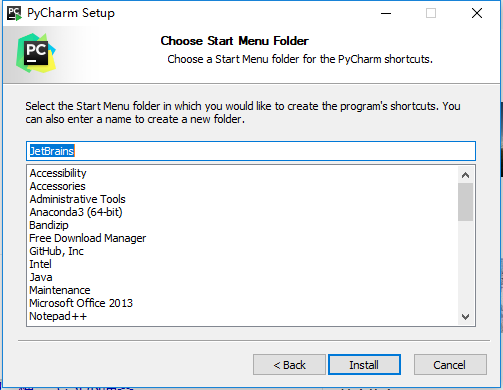 PyCharm Setup
PC
Choose Start Menu Folder
Choose a Start Menu folder for the PyCharm shortcuts.
Select the Start Menu folder in which you would like to create the program's shortcuts. You
can also enter a name to create a new folder.
JetBrains
Accessibility
Accessories
Administrative Tools
Anaconda3 (64-bit)
Bandizip
Free Download Manager
GitHub, Inc
Intel
Java
Maintenance
Microsoft Office 2013
Notepad++
< Back
Install
Cancel